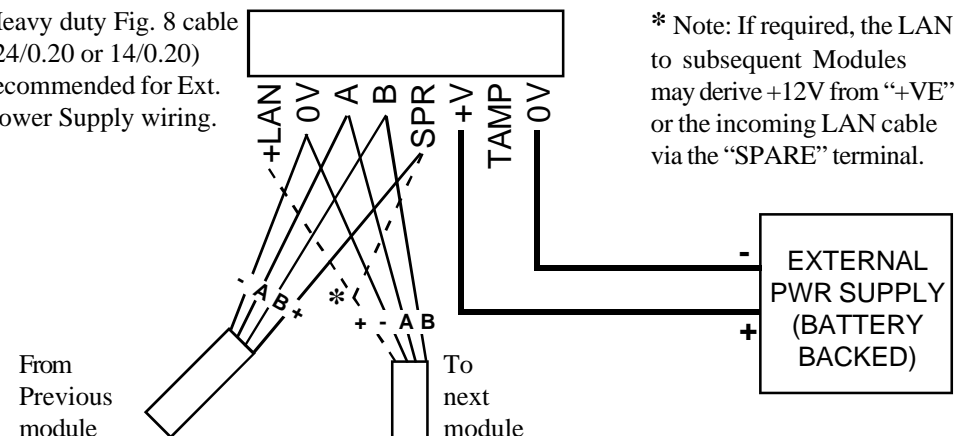 Heavy duty Fig. 8 cable
24/0.20 or 14/0.20)
recommended for Ext.
Power Supply wiring.
* Note: If required, the LAN
to subsequent Modules
may derive +12V from “+VE”
or the incoming LAN cable
via the “SPARE” terminal.
+LAN
0V
A
B
SPR
+V
TAMP
0V
-
+
EXTERNAL
PWR SUPPLY
(BATTERY
BACKED)
- A B +
*
+ - A B
From
Previous
module
To
next
module